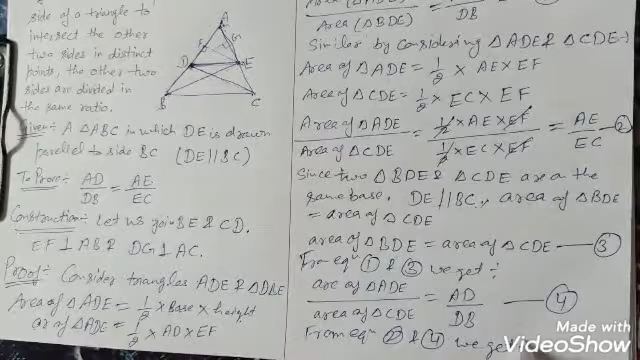 side of a triangle to
intersect the other
two sides in distinct
points, the other two
sides are divided in
the same ratio.
A
F
G
D
E
B
C
Given:- A △ABC in which DE is drawn
parallel to side BC (DE||BC)
To Prove:- AD/DB = AE/EC
Construction:- Let us join BE & CD.
EF⊥AB & DG⊥AC.
Proof:- Consider triangles ADE & △DBE
Area of △ADE = 1/2 × Base × height
ar of △ADE = 1/2 × AD × EF
Area (△BDE) DB
Similar by considering △ADE & △CDE
Area of △ADE = 1/2 × AE × EF
Area of △CDE = 1/2 × EC × EF
Area of △ADE / Area of △CDE = 1/2 × AE × EF / 1/2 × EC × EF = AE/EC — 2
Since two △BDE & △CDE are on the
same base. DE||BC, area of △BDE
= area of △CDE
area of △BDE = area of △CDE — 3
From eqn 1 & 3 we get :
are of △ADE / area of △CDE = AD/DB — 4
From eqn 2 & 4 we get
Made with
VideoShow